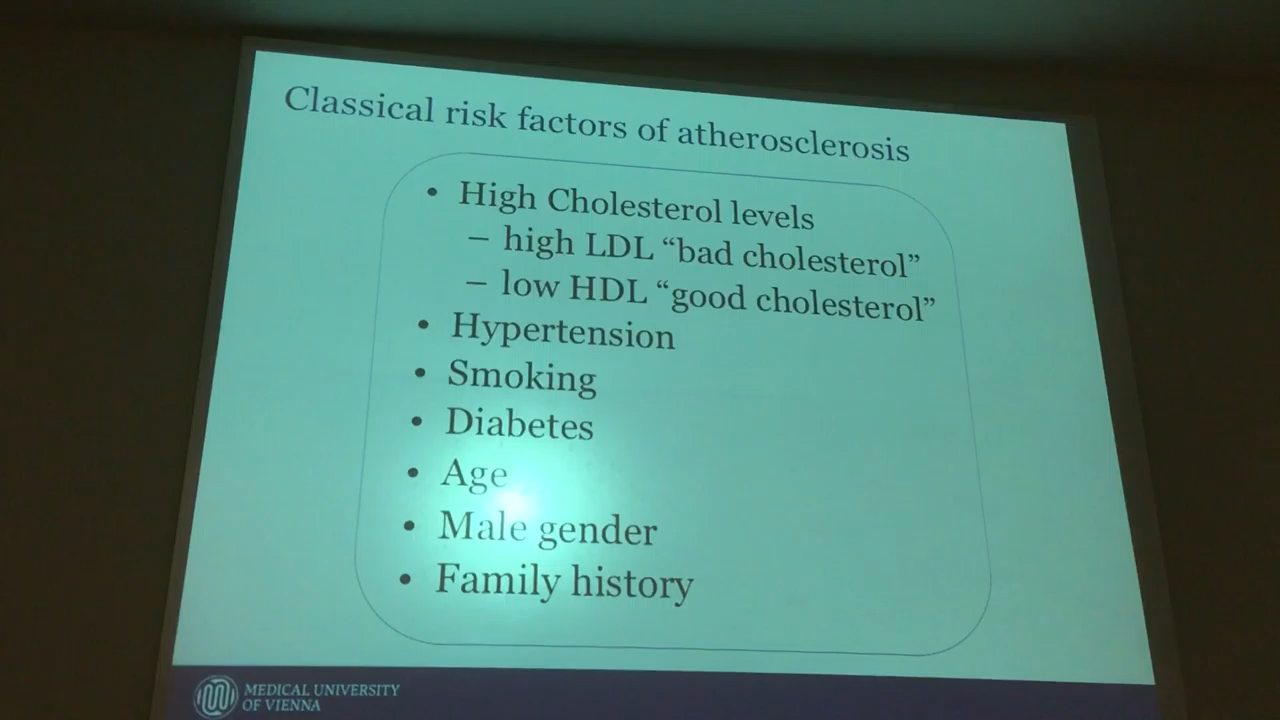 Classical risk factors of atherosclerosis
• High Cholesterol levels
– high LDL “bad cholesterol”
– low HDL “good cholesterol”
• Hypertension
• Smoking
• Diabetes
• Age
• Male gender
• Family history
MEDICAL UNIVERSITY
OF VIENNA